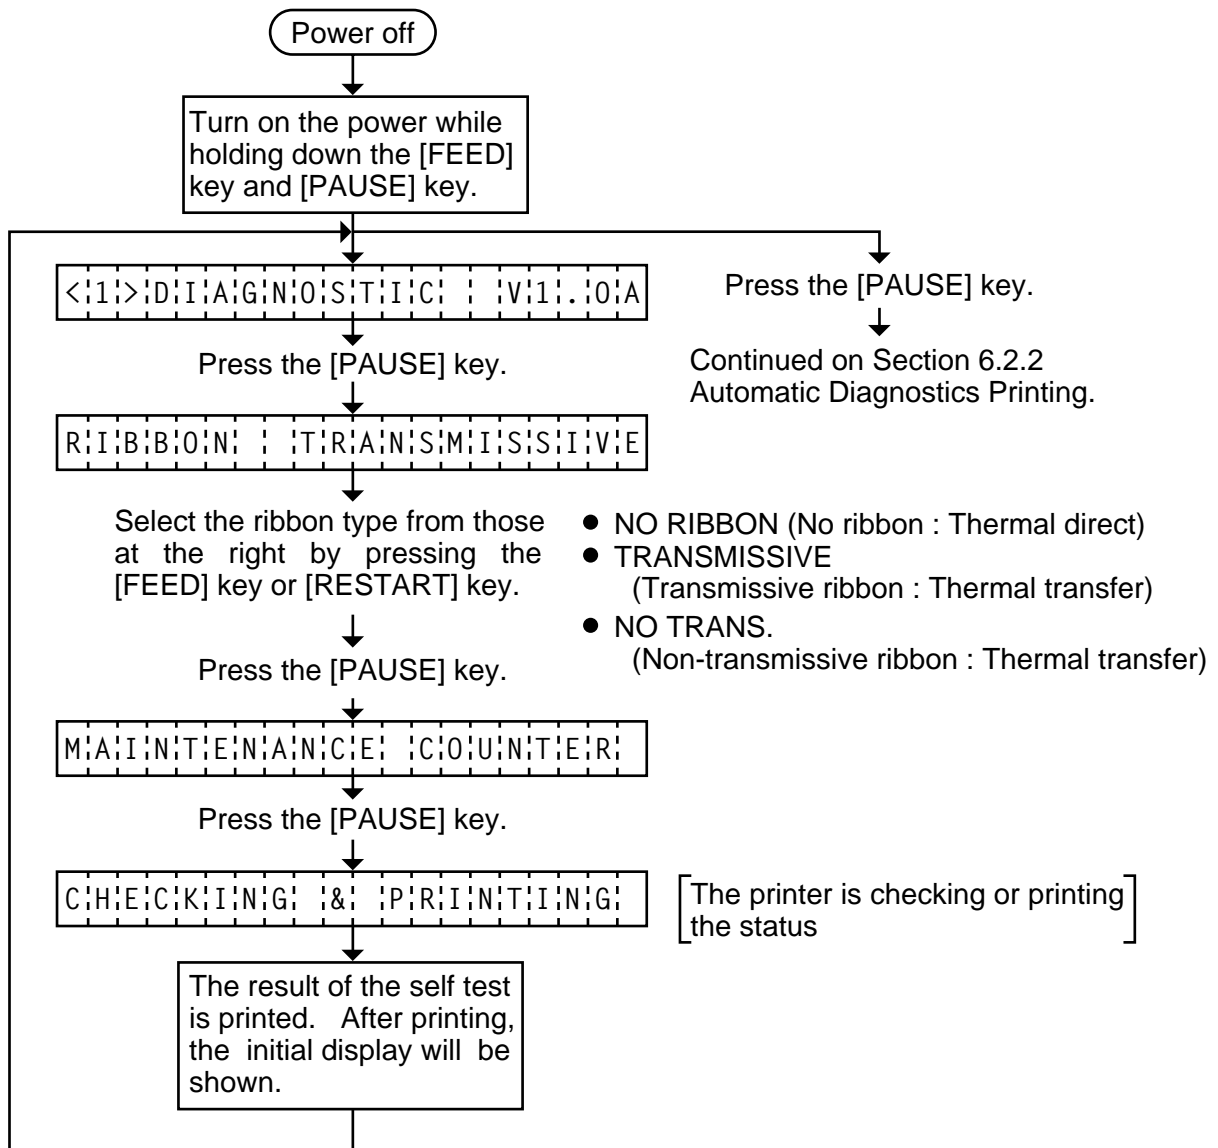 Power off
Turn on the power while
holding down the [FEED]
key and [PAUSE] key.
<1>DIAGNOSTIC  V1.0A
Press the [PAUSE] key.
Press the [PAUSE] key.
Continued on Section 6.2.2
Automatic Diagnostics Printing.
RIBBON  TRANSMISSIVE
Select the ribbon type from those
at the right by pressing the
[FEED] key or [RESTART] key.
● NO RIBBON (No ribbon : Thermal direct)
● TRANSMISSIVE
(Transmissive ribbon : Thermal transfer)
● NO TRANS.
(Non-transmissive ribbon : Thermal transfer)
Press the [PAUSE] key.
MAINTENANCE COUNTER
Press the [PAUSE] key.
CHECKING & PRINTING
[The printer is checking or printing
the status]
The result of the self test
is printed. After printing,
the initial display will be
shown.